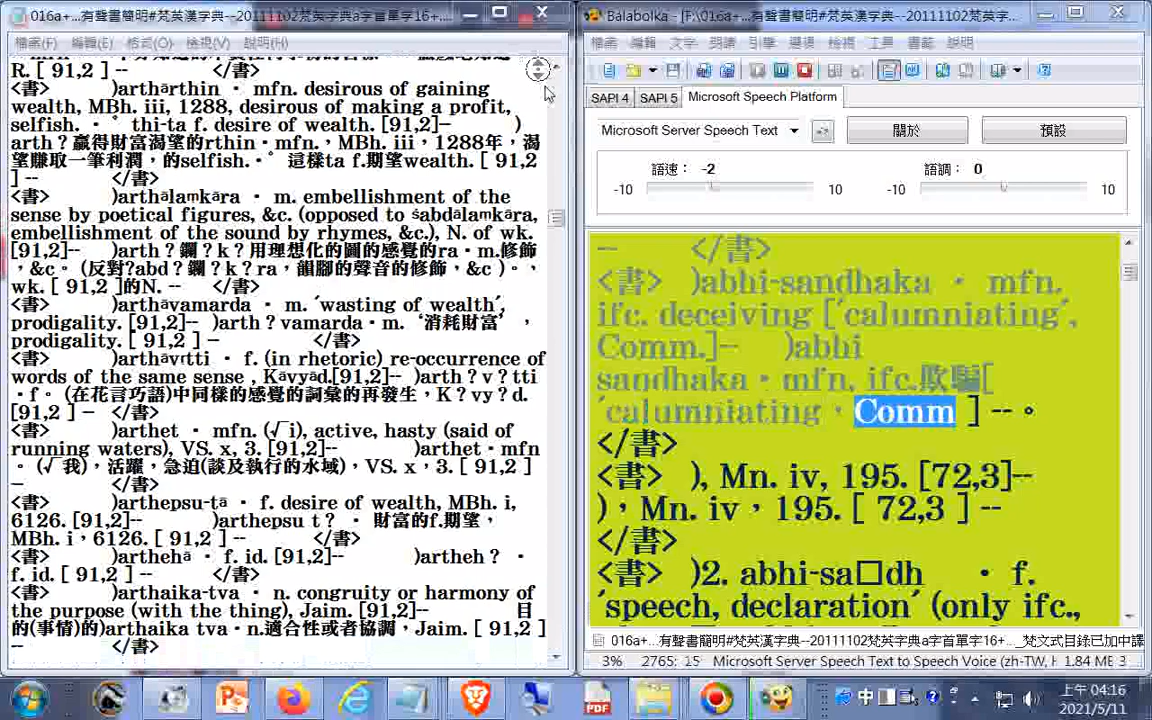 016a+...有聲書簡明#梵英漢字典--20111102梵英字典a字首單字16+...
檔案(F) 編輯(E) 格式(O) 檢視(V) 說明(H)
R. [ 91,2 ] -- </書>
<書> )arthārthin · mfn. desirous of gaining
wealth, MBh. iii, 1288, desirous of making a profit,
selfish. · ゜ thi-ta f. desire of wealth. [91,2]-- )
arth？贏得財富渴望的rthin · mfn.，MBh. iii，1288年，渴
望賺取一筆利潤，的selfish. · ゜這樣ta f.期望wealth. [ 91,2
] -- </書>
<書> )arthālaṃkāra · m. embellishment of the
sense by poetical figures, &c. (opposed to śabdālaṃkāra,
embellishment of the sound by rhymes, &c.), N. of wk.
[91,2]-- )arth？鑭？k？用理想化的圖的感覺的ra · m.修飾
，&c。(反對?abd？鑭？k？ra，韻腳的聲音的修飾，&c )。，
wk. [ 91,2 ]的N. -- </書>
<書> )arthāvamarda · m. 'wasting of wealth',
prodigality. [91,2]-- )arth？vamarda · m.‘消耗財富’，
prodigality. [ 91,2 ] -- </書>
<書> )arthāvṛtti · f. (in rhetoric) re-occurrence of
words of the same sense , Kāvyād.[91,2]-- )arth？v？tti
· f。(在花言巧語)中同樣的感覺的詞彙的再發生，K？vy？d.
[91,2 ] -- </書>
<書> )arthet · mfn. (√i), active, hasty (said of
running waters), VS. x, 3. [91,2]-- )arthet · mfn
。(√我)，活躍，急迫(談及執行的水域)，VS. x，3. [ 91,2 ]
-- </書>
<書> )arthepsu-tā · f. desire of wealth, MBh. i,
6126. [91,2]-- )arthepsu t？ · 財富的f.期望，
MBh. i，6126. [ 91,2 ] -- </書>
<書> )arthehā · f. id. [91,2]-- )artheh？ ·
f. id. [ 91,2 ] -- </書>
<書> )arthaika-tva · n. congruity or harmony of
the purpose (with the thing), Jaim. [91,2]-- 目
的(事情)的)arthaika tva · n.適合性或者協調，Jaim. [ 91,2 ]
-- </書>
Balabolka - [F:\016a+...有聲書簡明#梵英漢字典--20111102梵英字...
檔案 編輯 文字 朗讀 引擎 選項 檢視 工具 書籤 說明
SAPI 4 SAPI 5 Microsoft Speech Platform
Microsoft Server Speech Text 關於 預設
語速： -2 語調： 0
-10 10 -10 10
-- </書>
<書> )abhi-sandhaka · mfn.
ifc. deceiving ['calumniating',
Comm.]-- )abhi
sandhaka · mfn, ifc.欺騙[
'calumniating，Comm ] --。
</書>
<書> ), Mn. iv, 195. [72,3]--
)，Mn. iv，195. [ 72,3 ] --
</書>
<書> )2. abhi-sa□dh · f.
'speech, declaration' (only ifc.,
016a+...有聲書簡明#梵英漢字典--20111102梵英字典a字首單字16+..._梵文式目錄已加中譯
3% 2765: 15 Microsoft Server Speech Text to Speech Voice (zh-TW, H 1.84 MB 3
中 上午 04:16
2021/5/11